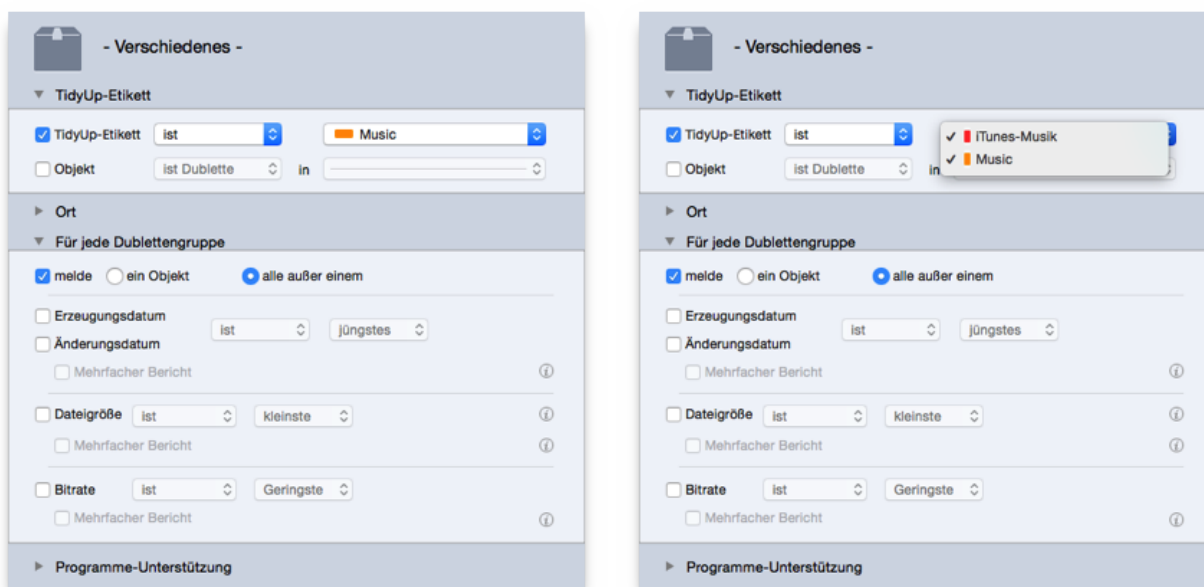 - Verschiedenes -
TidyUp-Etikett
TidyUp-Etikett ist Music
Objekt ist Dublette in
Ort
Für jede Dublettengruppe
melde ein Objekt alle außer einem
Erzeugungsdatum
ist jüngstes
Änderungsdatum
Mehrfacher Bericht
Dateigröße ist kleinste
Mehrfacher Bericht
Bitrate ist Geringste
Mehrfacher Bericht
Programme-Unterstützung
- Verschiedenes -
TidyUp-Etikett
TidyUp-Etikett ist iTunes-Musik
Music
Objekt ist Dublette in
Ort
Für jede Dublettengruppe
melde ein Objekt alle außer einem
Erzeugungsdatum
ist jüngstes
Änderungsdatum
Mehrfacher Bericht
Dateigröße ist kleinste
Mehrfacher Bericht
Bitrate ist Geringste
Mehrfacher Bericht
Programme-Unterstützung